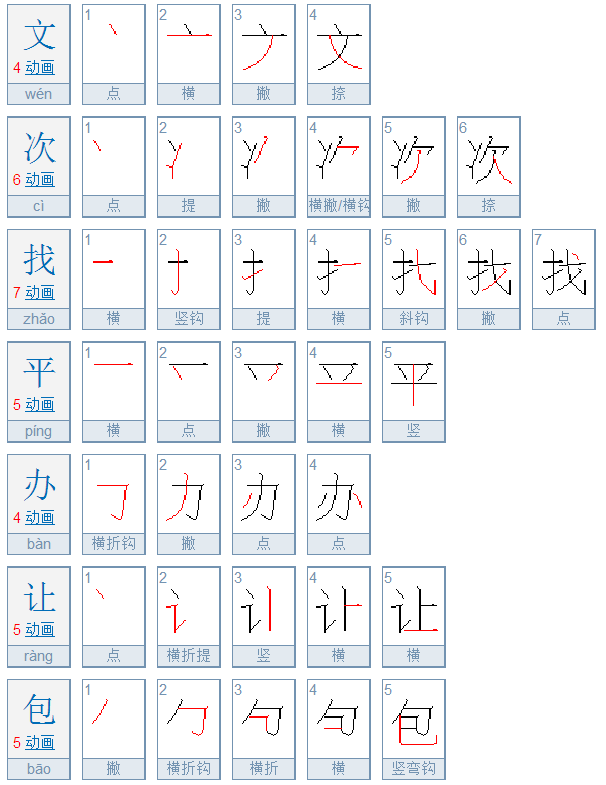 文 1 2 3 4
4 动画
wén 点 横 撇 捺
次 1 2 3 4 5 6
6 动画
cì 点 提 撇 横撇/横钩 撇 捺
找 1 2 3 4 5 6 7
7 动画
zhǎo 横 竖钩 提 横 斜钩 撇 点
平 1 2 3 4 5
5 动画
píng 横 点 撇 横 竖
办 1 2 3 4
4 动画
bàn 横折钩 撇 点 点
让 1 2 3 4 5
5 动画
ràng 点 横折提 竖 横 横
包 1 2 3 4 5
5 动画
bāo 撇 横折钩 横折 横 竖弯钩